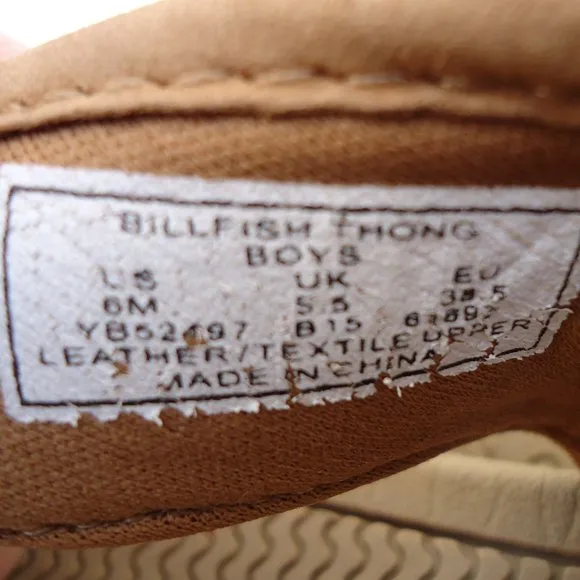 BILLFISH THONG
BOYS
US UK EU
6M 5.5 38.5
YB52497 B15
LEATHER/TEXTILE UPPER
MADE IN CHINA